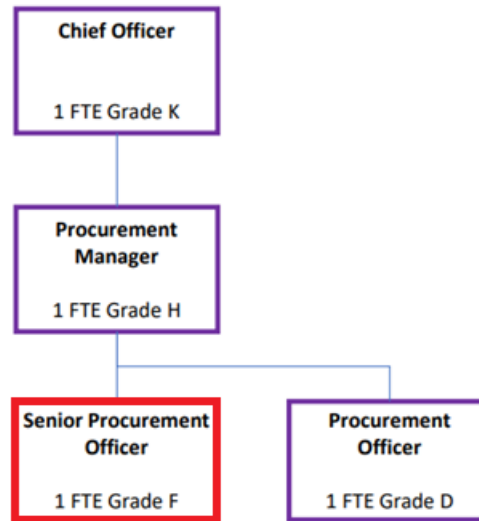 Chief Officer
1 FTE Grade K
Procurement
Manager
1 FTE Grade H
Senior Procurement
Officer
1 FTE Grade F
Procurement
Officer
1 FTE Grade D